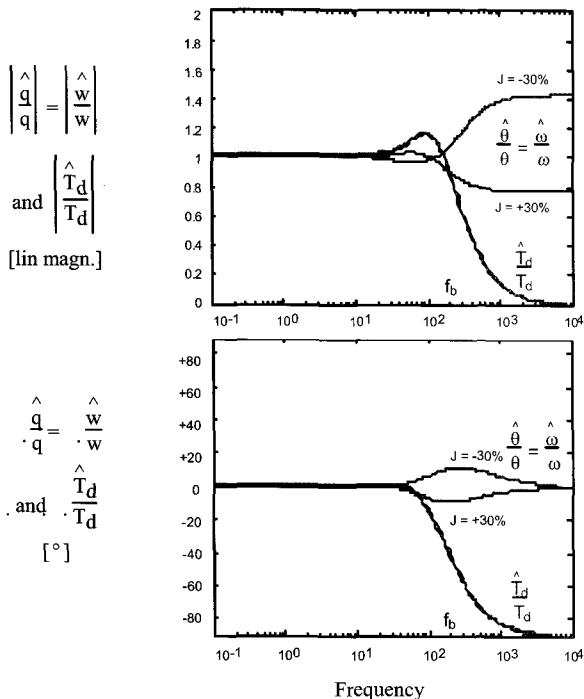 2
1.8
1.6
1.4
1.2
1
0.8
0.6
0.4
0.2
0
J = -30%
θ̂/θ = ω̂/ω
J = +30%
T̂d/Td
fb
10-1 100 101 102 103 104
|q̂/q| = |ŵ/w|
and |T̂d/Td|
[lin magn.]
+80
+60
+40
+20
0
-20
-40
-60
-80
J = -30%
θ̂/θ = ω̂/ω
J = +30%
T̂d/Td
fb
10-1 100 101 102 103 104
. q̂/q = . ŵ/w
. and . T̂d/Td
[°]
Frequency